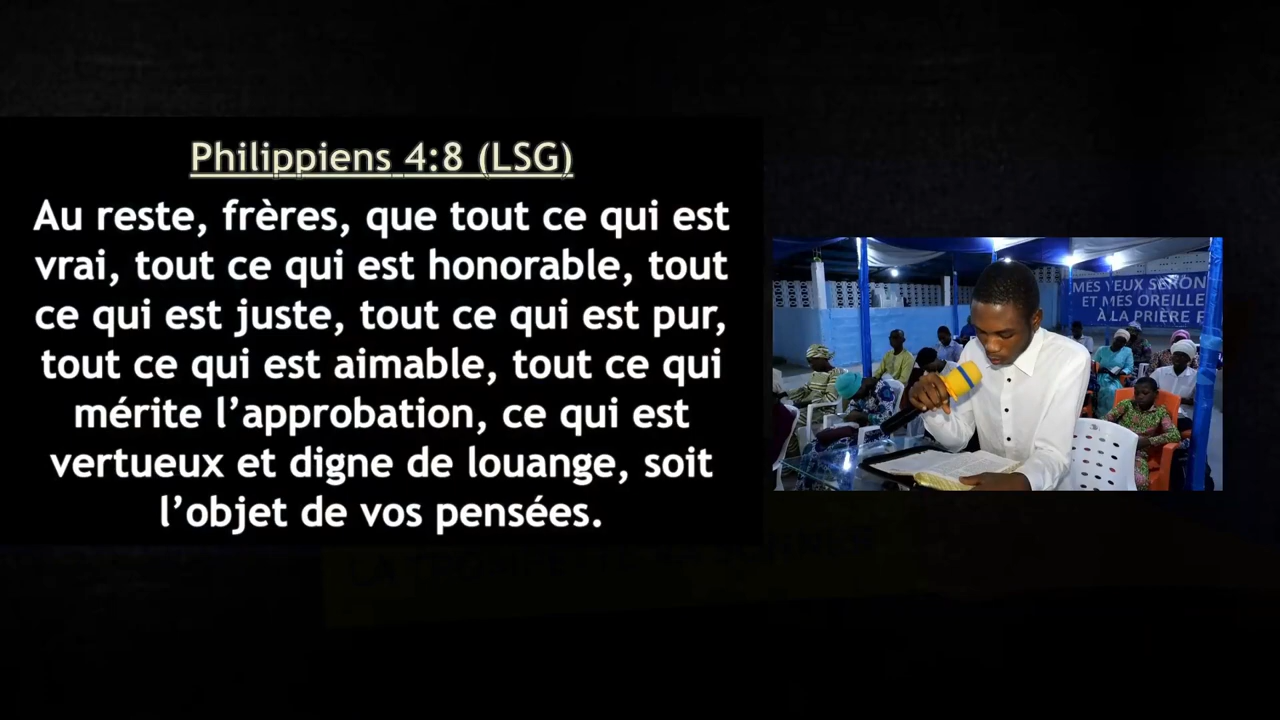 Philippiens 4:8 (LSG)
Au reste, frères, que tout ce qui est
vrai, tout ce qui est honorable, tout
ce qui est juste, tout ce qui est pur,
tout ce qui est aimable, tout ce qui
mérite l’approbation, ce qui est
vertueux et digne de louange, soit
l’objet de vos pensées.
MES YEUX SERON
ET MES OREILLE
À LA PRIÈRE F